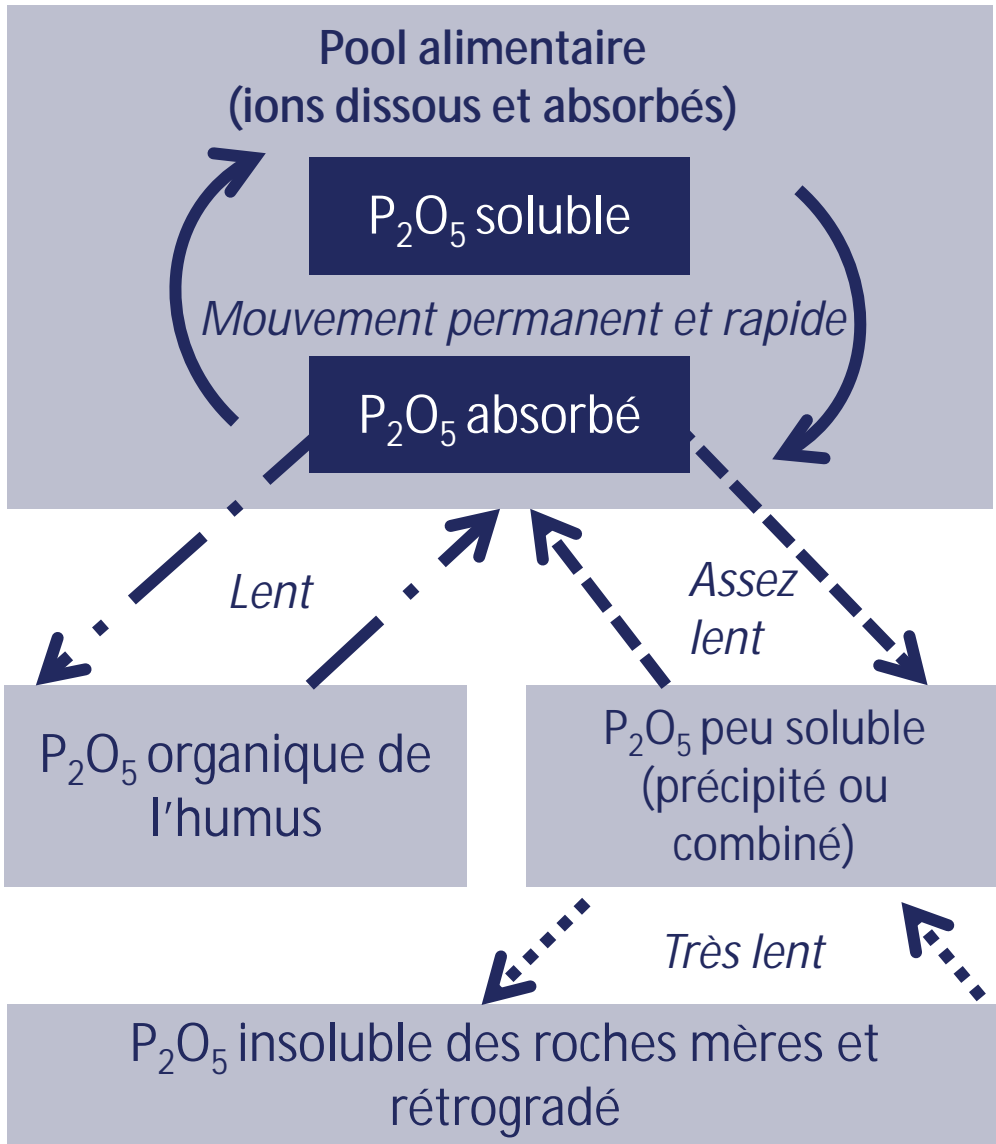 Pool alimentaire
(ions dissous et absorbés)
P₂O₅ soluble
Mouvement permanent et rapide
P₂O₅ absorbé
Lent
Assez
lent
P₂O₅ organique de
l'humus
P₂O₅ peu soluble
(précipité ou
combiné)
Très lent
P₂O₅ insoluble des roches mères et
rétrogradé